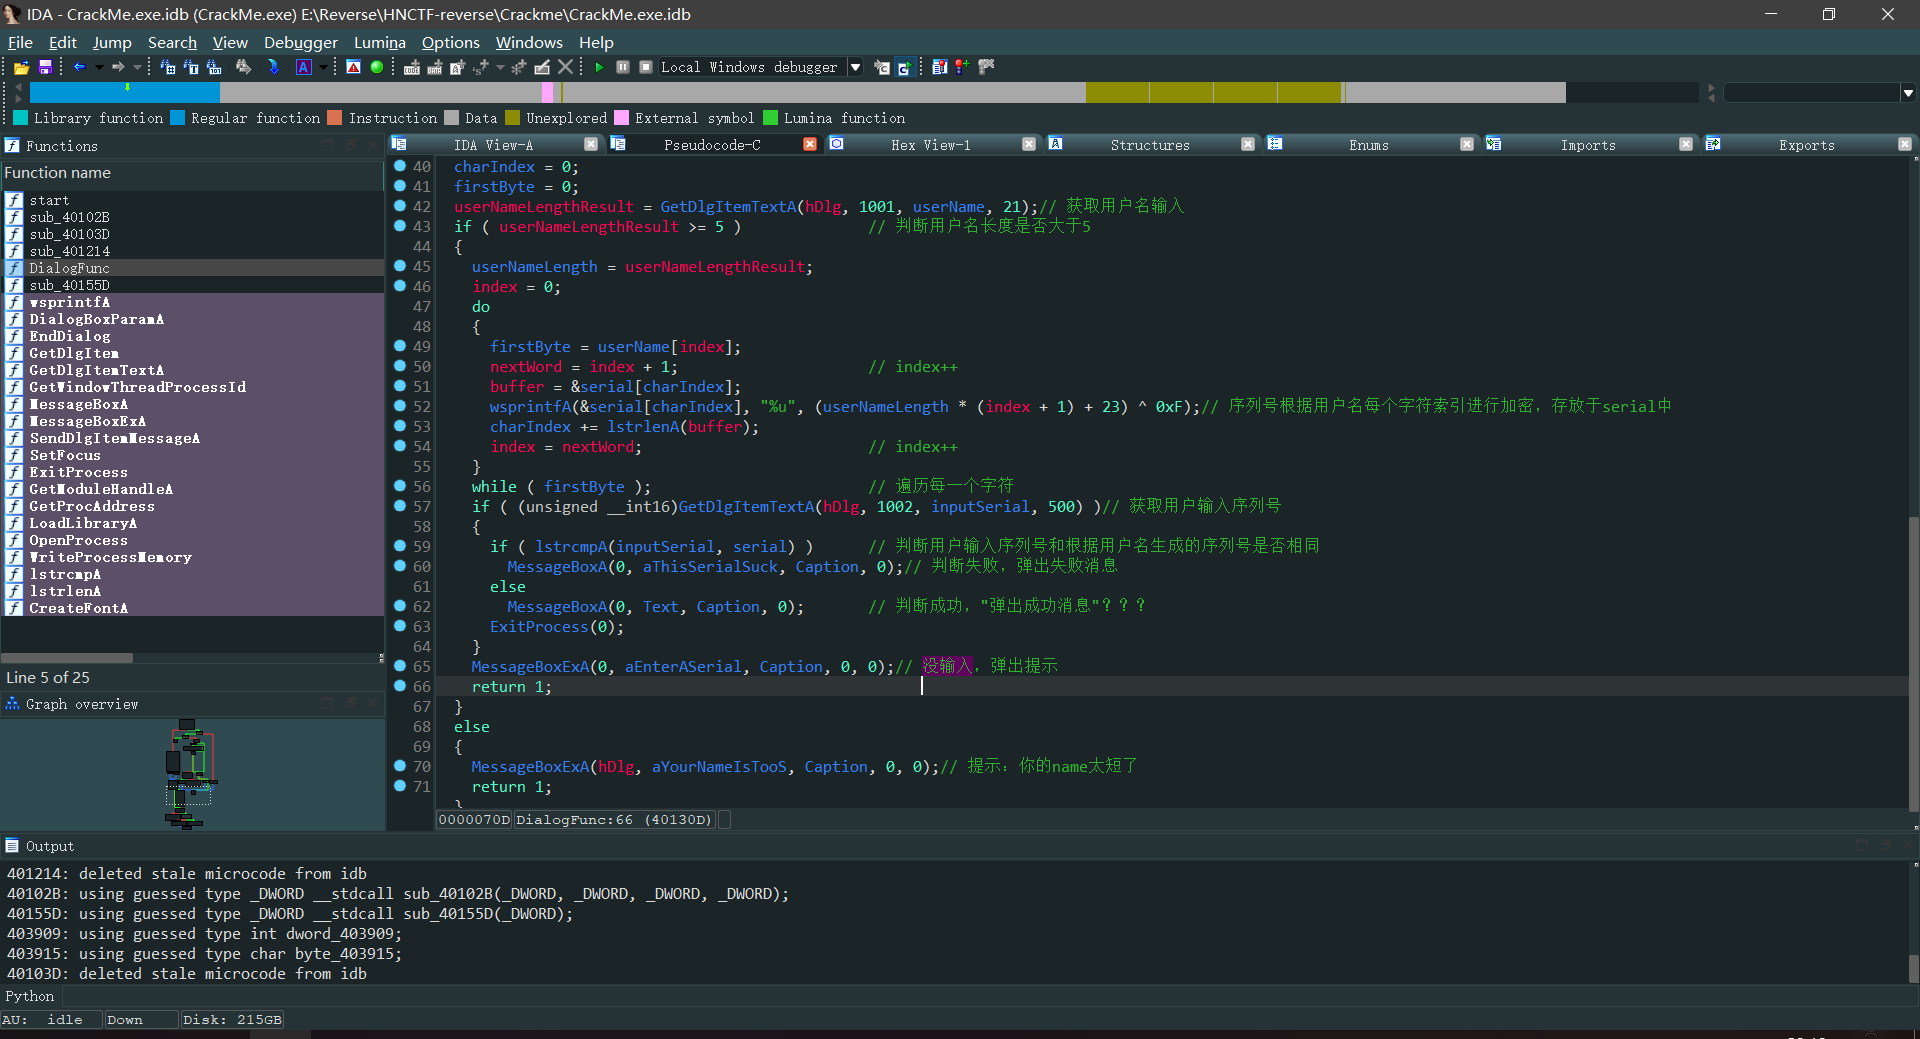 IDA - CrackMe.exe.idb (CrackMe.exe) E:\Reverse\HNCTF-reverse\Crackme\CrackMe.exe.idb
File Edit Jump Search View Debugger Lumina Options Windows Help
Local Windows debugger
Library function Regular function Instruction Data Unexplored External symbol Lumina function
Functions
Function name
start
sub_40102B
sub_40103D
sub_401214
DialogFunc
sub_40155D
wsprintfA
DialogBoxParamA
EndDialog
GetDlgItem
GetDlgItemTextA
GetWindowThreadProcessId
MessageBoxA
MessageBoxExA
SendDlgItemMessageA
SetFocus
ExitProcess
GetModuleHandleA
GetProcAddress
LoadLibraryA
OpenProcess
WriteProcessMemory
lstrcmpA
lstrlenA
CreateFontA
Line 5 of 25
Graph overview
IDA View-A Pseudocode-C Hex View-1 Structures Enums Imports Exports
40 charIndex = 0;
41 firstByte = 0;
42 userNameLengthResult = GetDlgItemTextA(hDlg, 1001, userName, 21);// 获取用户名输入
43 if ( userNameLengthResult >= 5 ) // 判断用户名长度是否大于5
44 {
45 userNameLength = userNameLengthResult;
46 index = 0;
47 do
48 {
49 firstByte = userName[index];
50 nextWord = index + 1; // index++
51 buffer = &serial[charIndex];
52 wsprintfA(&serial[charIndex], "%u", (userNameLength * (index + 1) + 23) ^ 0xF);// 序列号根据用户名每个字符索引进行加密，存放于serial中
53 charIndex += lstrlenA(buffer);
54 index = nextWord; // index++
55 }
56 while ( firstByte ); // 遍历每一个字符
57 if ( (unsigned __int16)GetDlgItemTextA(hDlg, 1002, inputSerial, 500) )// 获取用户输入序列号
58 {
59 if ( lstrcmpA(inputSerial, serial) ) // 判断用户输入序列号和根据用户名生成的序列号是否相同
60 MessageBoxA(0, aThisSerialSuck, Caption, 0);// 判断失败，弹出失败消息
61 else
62 MessageBoxA(0, Text, Caption, 0); // 判断成功，"弹出成功消息"？？？
63 ExitProcess(0);
64 }
65 MessageBoxExA(0, aEnterASerial, Caption, 0, 0);// 没输入，弹出提示
66 return 1;
67 }
68 else
69 {
70 MessageBoxExA(hDlg, aYourNameIsTooS, Caption, 0, 0);// 提示：你的name太短了
71 return 1;
}
0000070D DialogFunc:66 (40130D)
Output
401214: deleted stale microcode from idb
40102B: using guessed type _DWORD __stdcall sub_40102B(_DWORD, _DWORD, _DWORD, _DWORD);
40155D: using guessed type _DWORD __stdcall sub_40155D(_DWORD);
403909: using guessed type int dword_403909;
403915: using guessed type char byte_403915;
40103D: deleted stale microcode from idb
Python
AU: idle Down Disk: 215GB